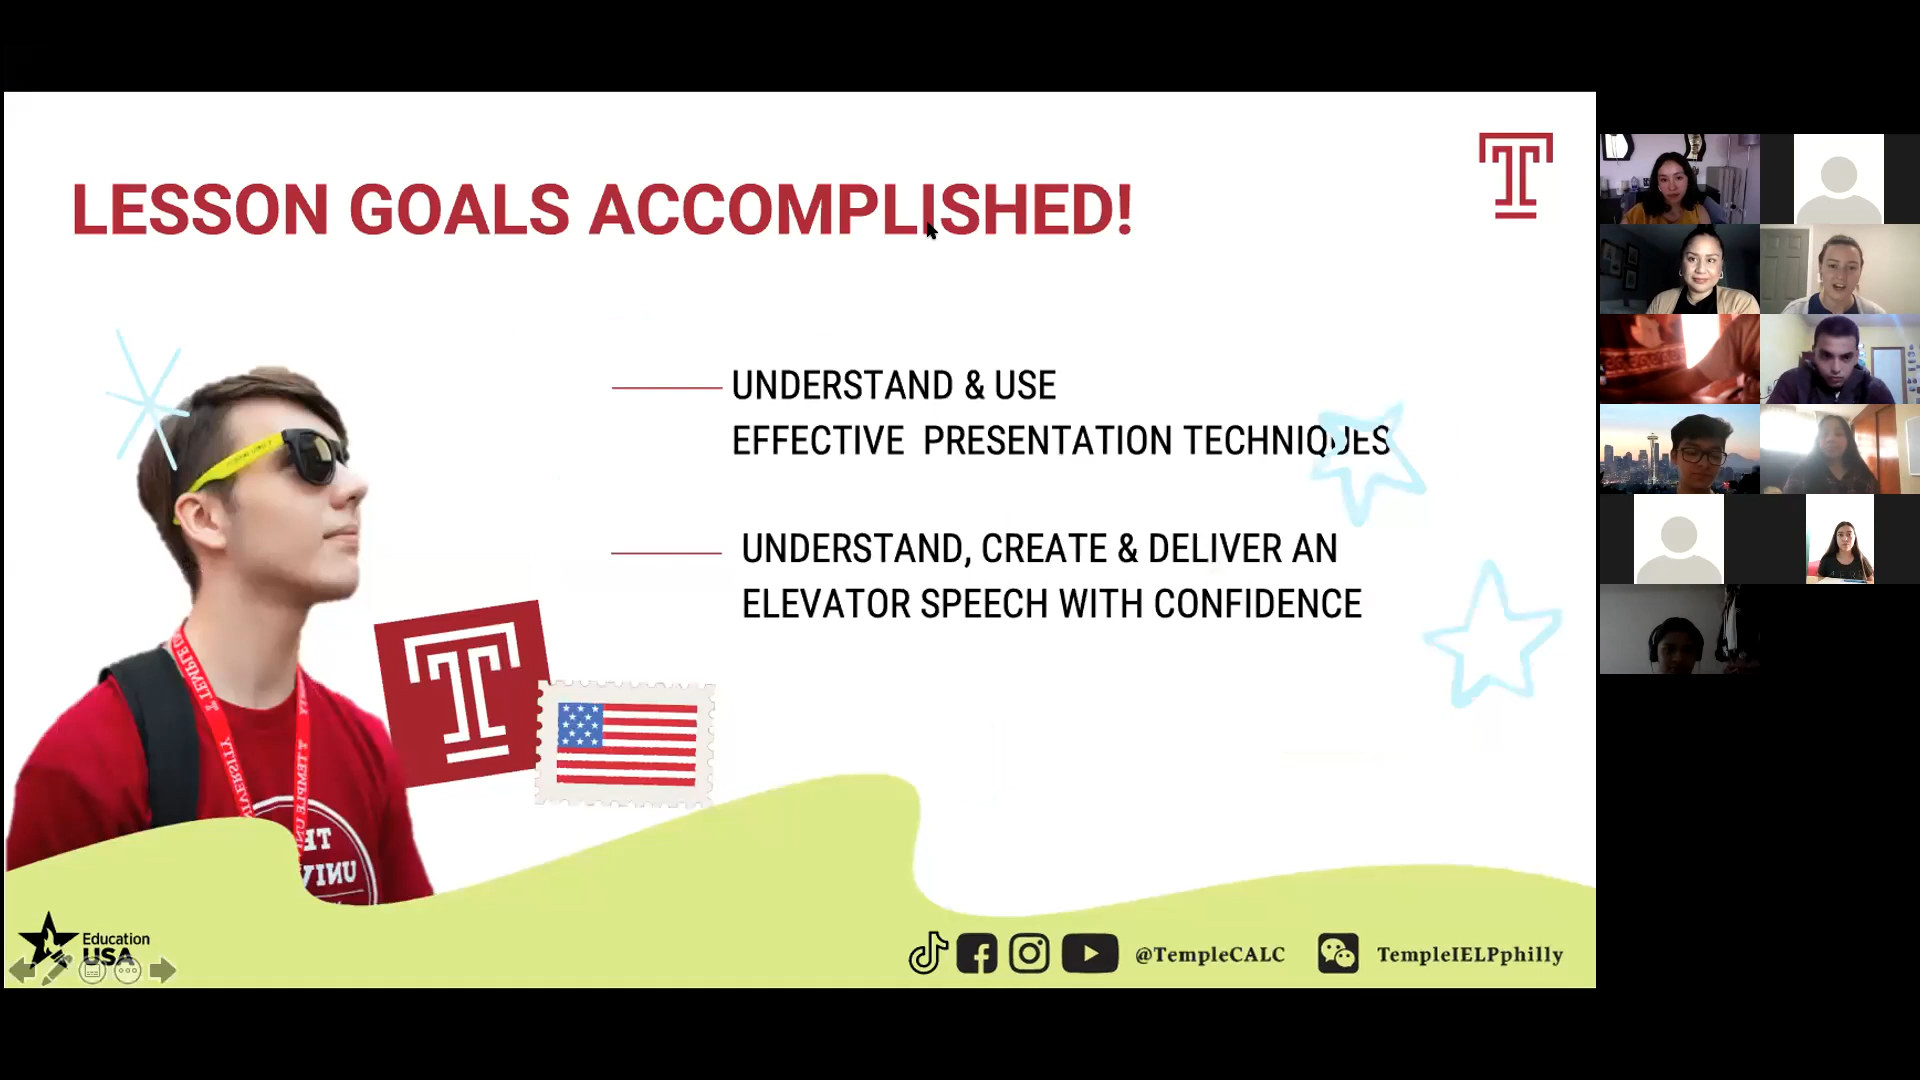 LESSON GOALS ACCOMPLISHED!
UNDERSTAND & USE
EFFECTIVE PRESENTATION TECHNIQUES
UNDERSTAND, CREATE & DELIVER AN
ELEVATOR SPEECH WITH CONFIDENCE
Education
USA
@TempleCALC
TempleIELPphilly